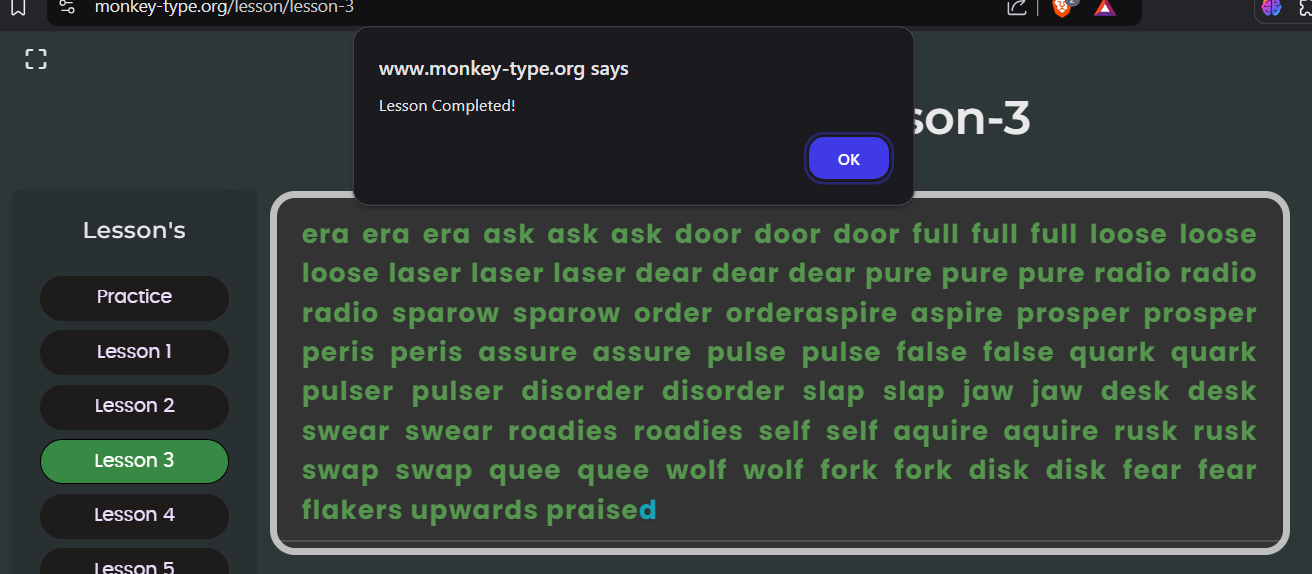 monkey-type.org/lesson/lesson-3
2
www.monkey-type.org says
Lesson Completed!
OK
son-3
Lesson's
Practice
Lesson 1
Lesson 2
Lesson 3
Lesson 4
Lesson 5
era era era ask ask ask door door door full full full loose loose
loose laser laser laser dear dear dear pure pure pure radio radio
radio sparow sparow order orderaspire aspire prosper prosper
peris peris assure assure pulse pulse false false quark quark
pulser pulser disorder disorder slap slap jaw jaw desk desk
swear swear roadies roadies self self aquire aquire rusk rusk
swap swap quee quee wolf wolf fork fork disk disk fear fear
flakers upwards praised